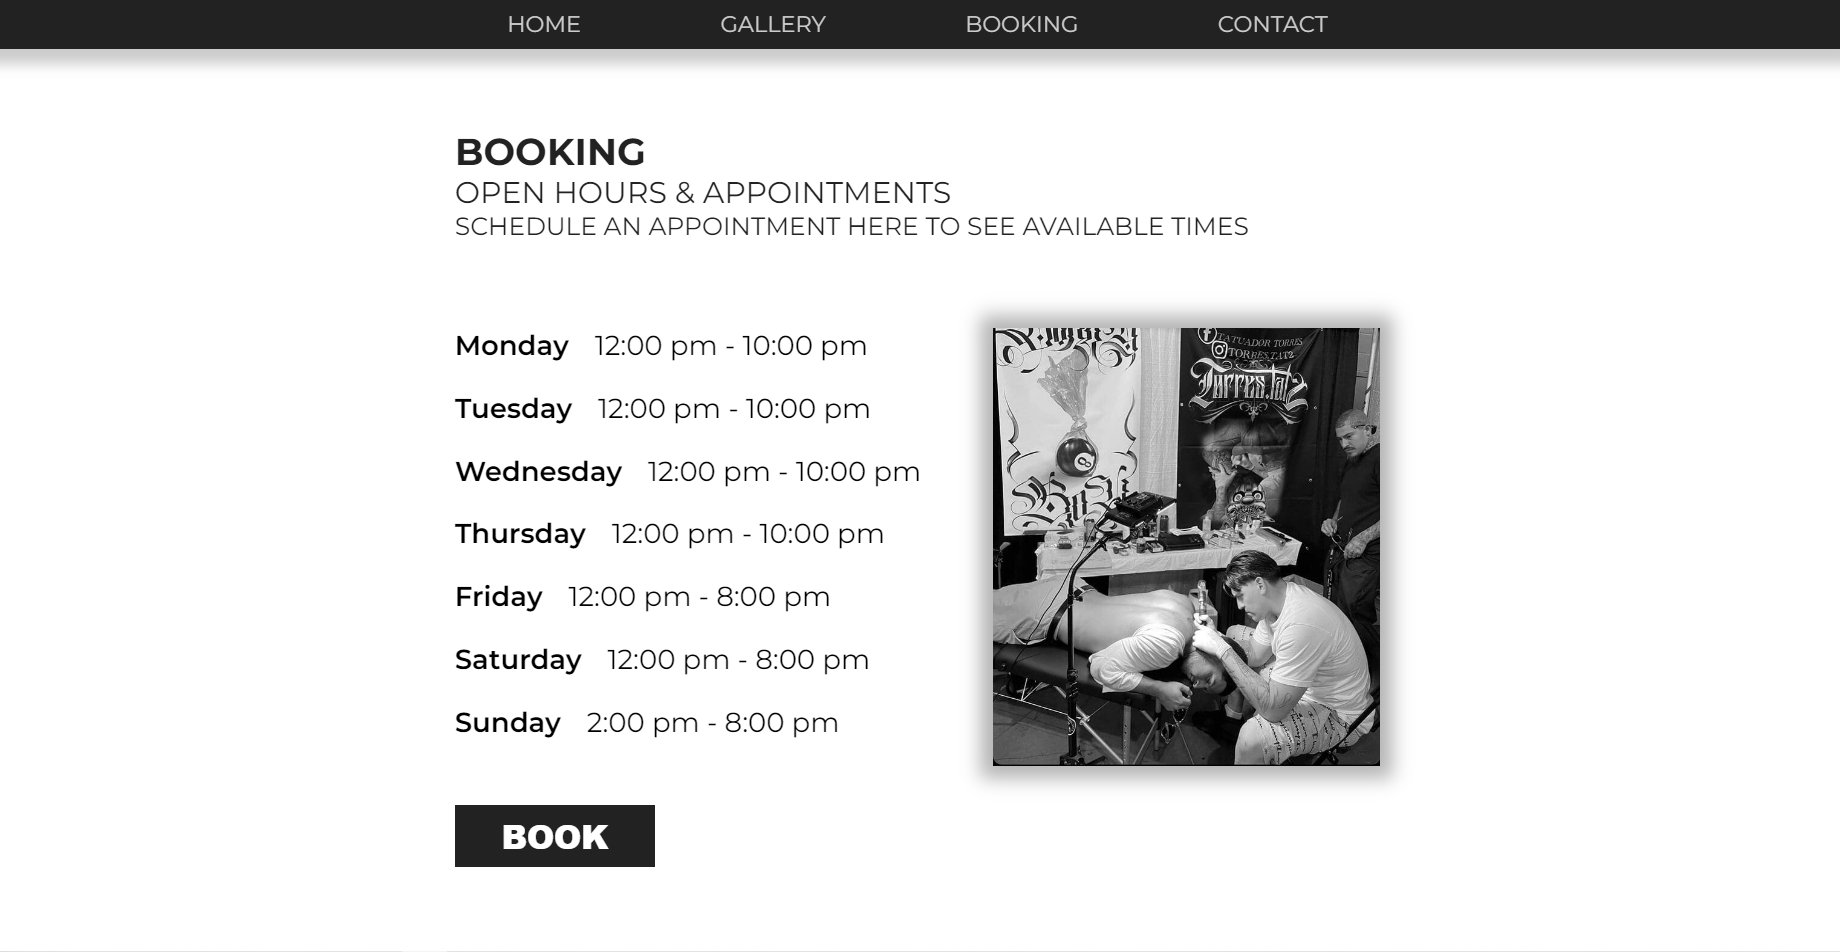 HOME GALLERY BOOKING CONTACT
BOOKING
OPEN HOURS & APPOINTMENTS
SCHEDULE AN APPOINTMENT HERE TO SEE AVAILABLE TIMES
Monday 12:00 pm - 10:00 pm
Tuesday 12:00 pm - 10:00 pm
Wednesday 12:00 pm - 10:00 pm
Thursday 12:00 pm - 10:00 pm
Friday 12:00 pm - 8:00 pm
Saturday 12:00 pm - 8:00 pm
Sunday 2:00 pm - 8:00 pm
TATUADOR TORRES
TORRES.TAT2
Torres.tat2
8
BOOK